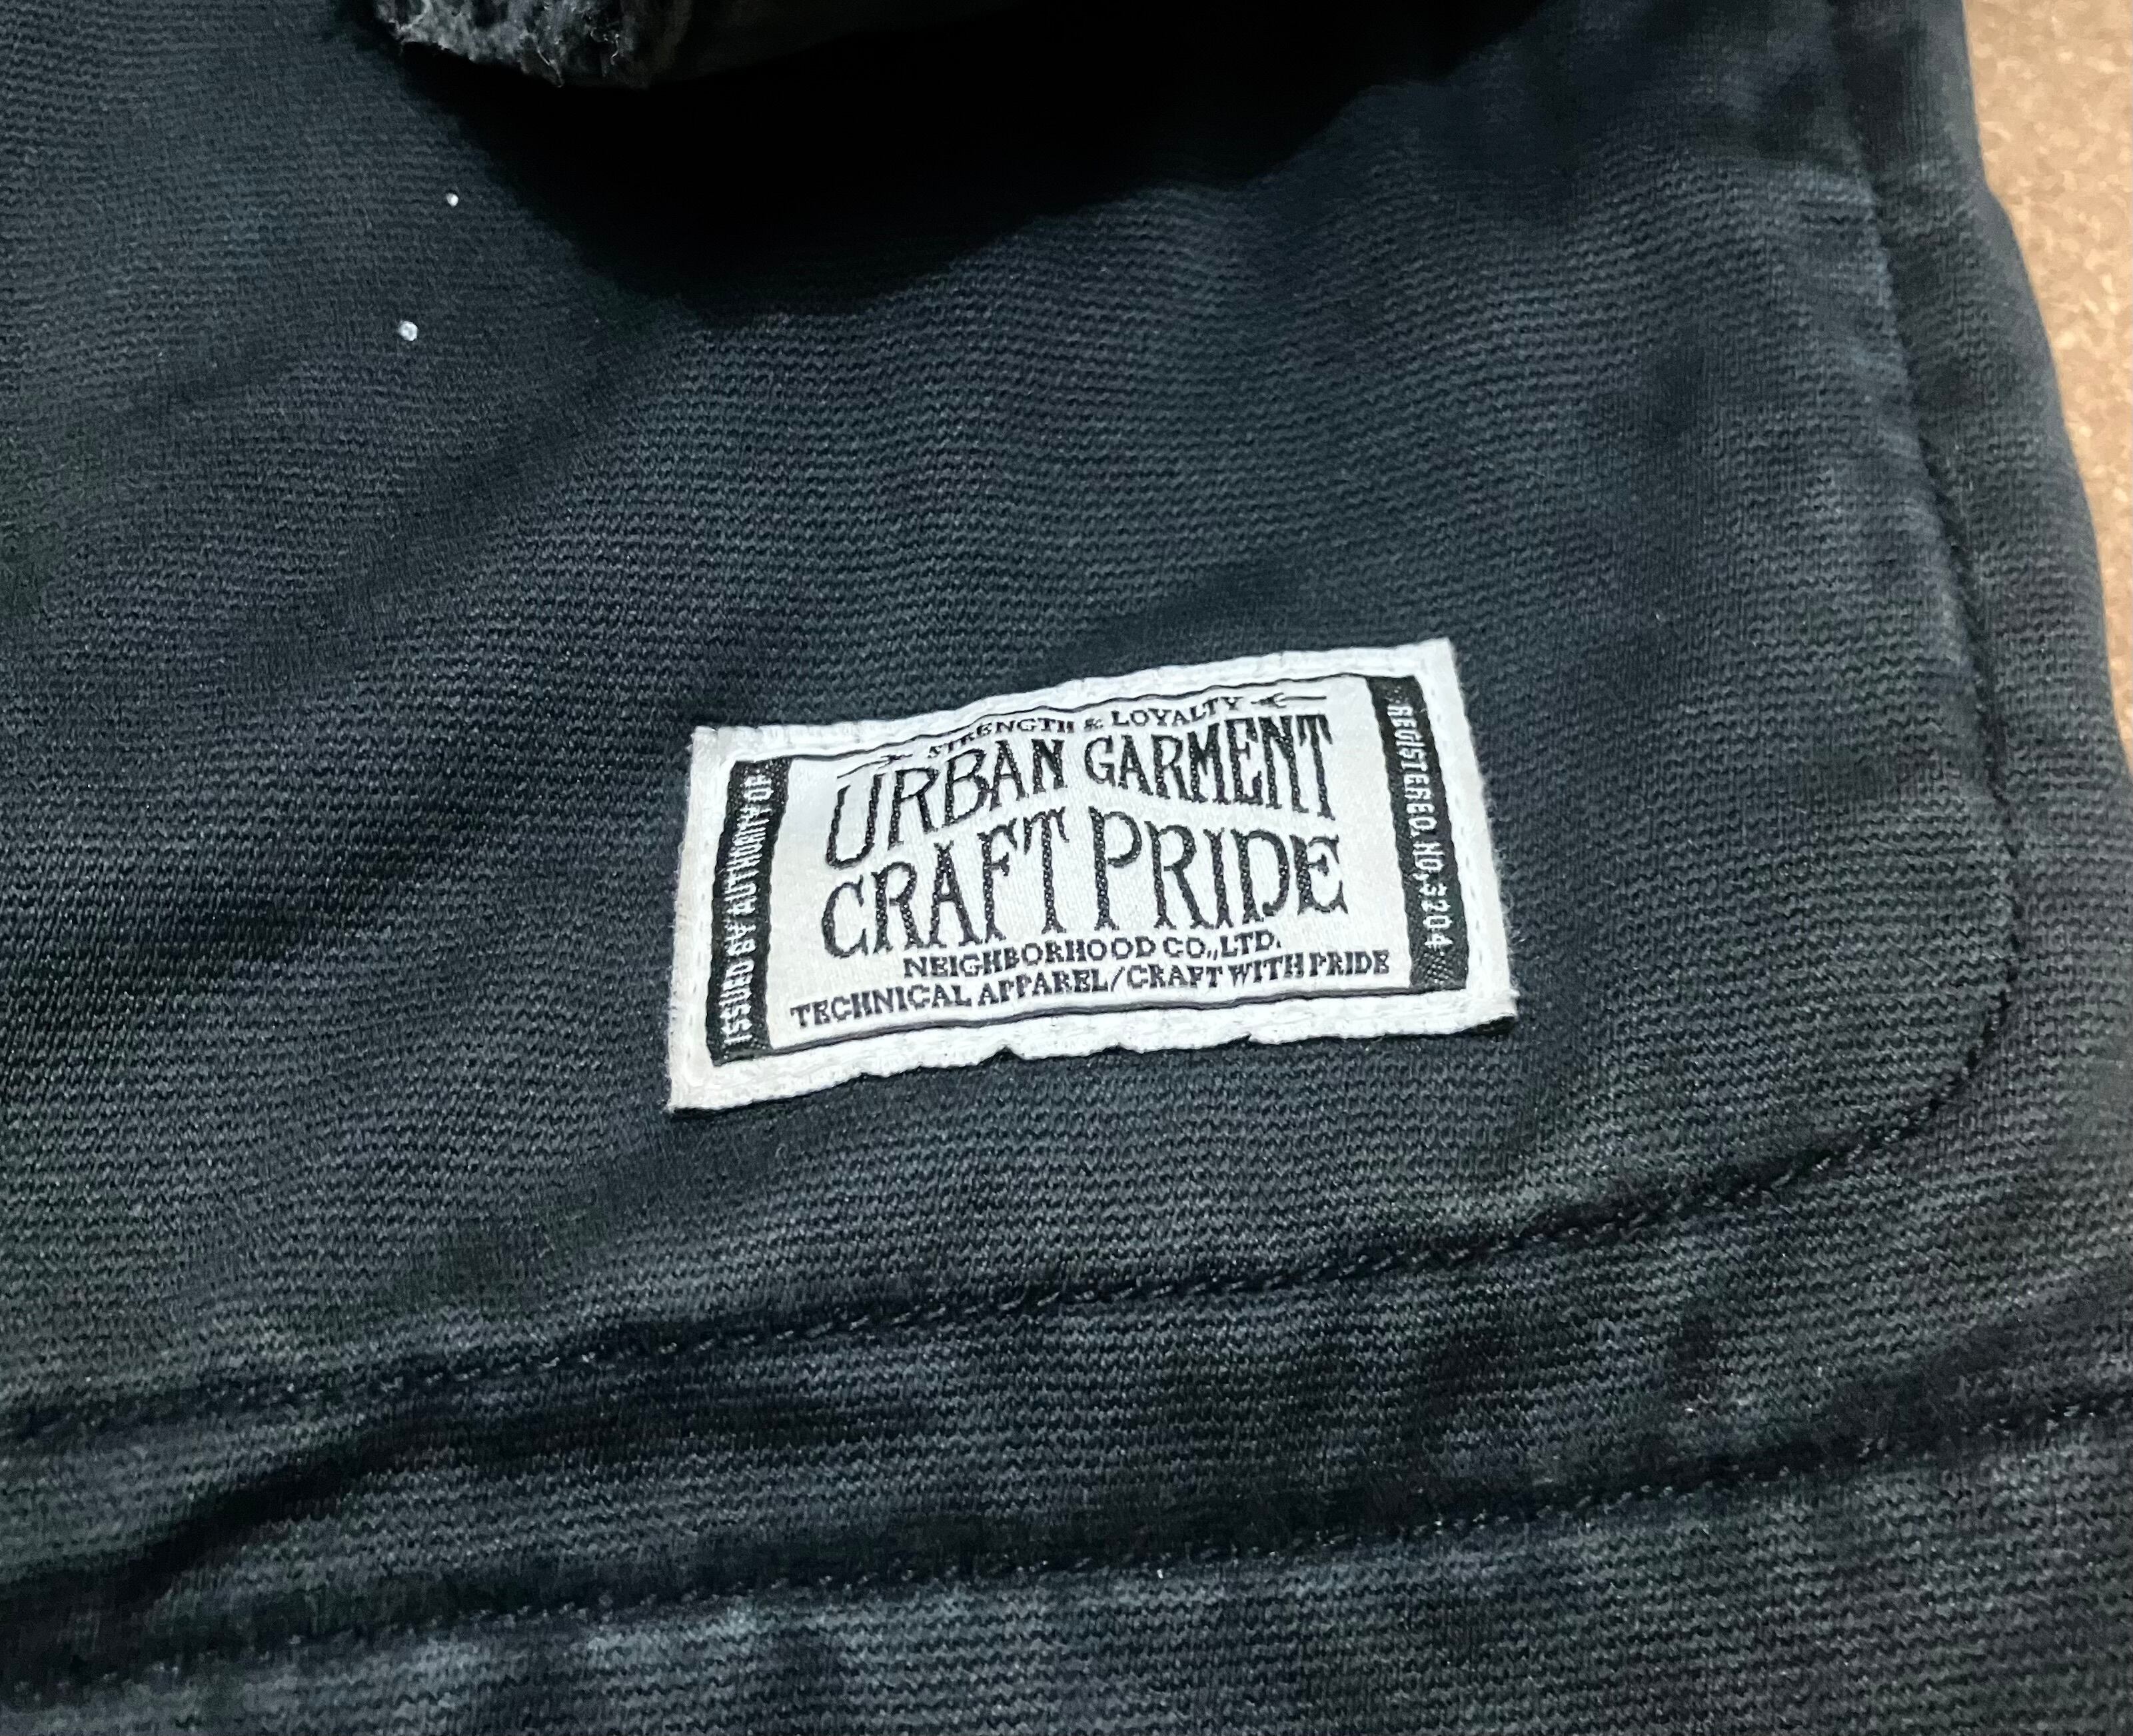 STRENGTH & LOYALTY
URBAN GARMENT
CRAFT PRIDE
NEIGHBORHOOD CO.,LTD.
TECHNICAL APPAREL/CRAFT WITH PRIDE
ISSUED BY AUTHORITY OF
REGISTERED.NO,3204